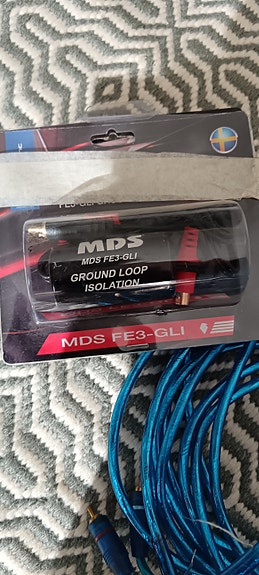 MDS
MDS FE3-GLI
GROUND LOOP
ISOLATION
MDS FE3-GLI